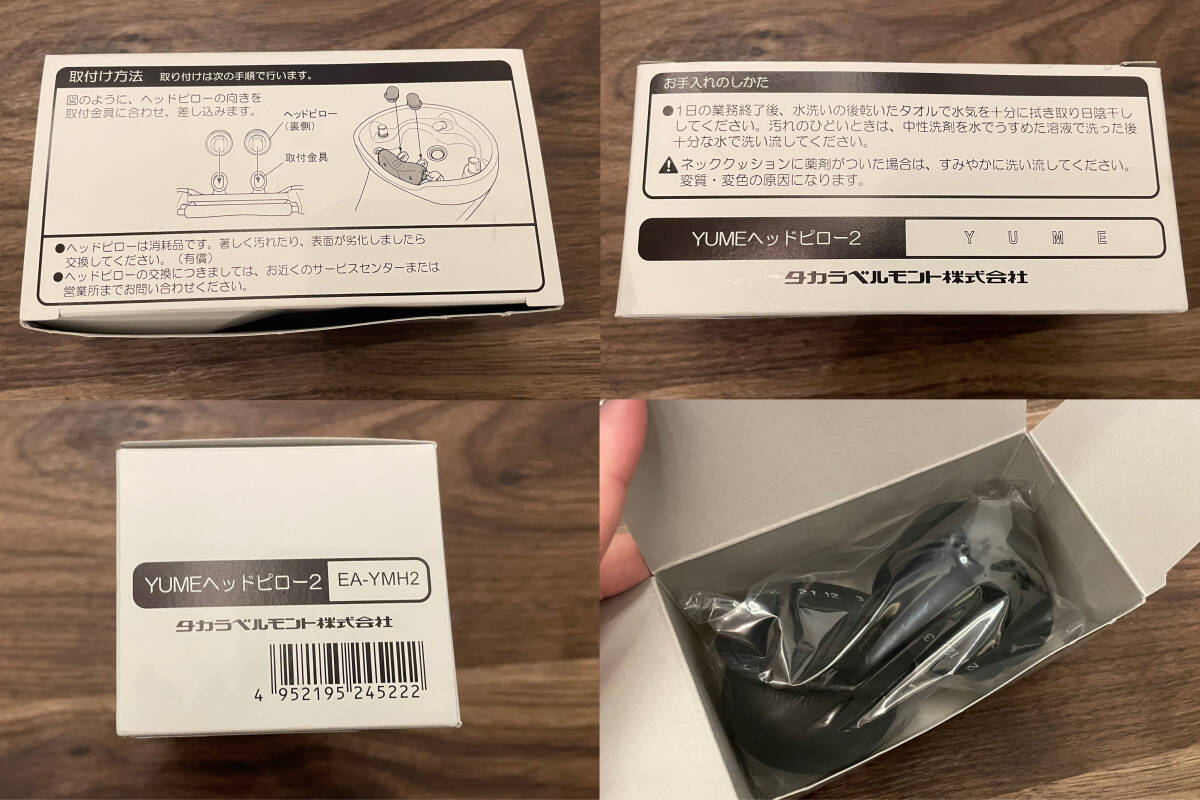 取付け方法 取り付けは次の手順で行います。
図のように、ヘッドピローの向きを
取付金具に合わせ、差し込みます。
ヘッドピロー
(裏側)
取付金具
●ヘッドピローは消耗品です。著しく汚れたり、表面が劣化しましたら
交換してください。(有償)
●ヘッドピローの交換につきましては、お近くのサービスセンターまたは
営業所までお問い合わせください。
お手入れのしかた
●1日の業務終了後、水洗いの後乾いたタオルで水気を十分に拭き取り日陰干し
してください。汚れのひどいときは、中性洗剤を水でうすめた溶液で洗った後
十分な水で洗い流してください。
ネッククッションに薬剤がついた場合は、すみやかに洗い流してください。
変質・変色の原因になります。
YUMEヘッドピロー2 YUME
タカラベルモント株式会社
YUMEヘッドピロー2 EA-YMH2
タカラベルモント株式会社
4 952195 245222
21.12.